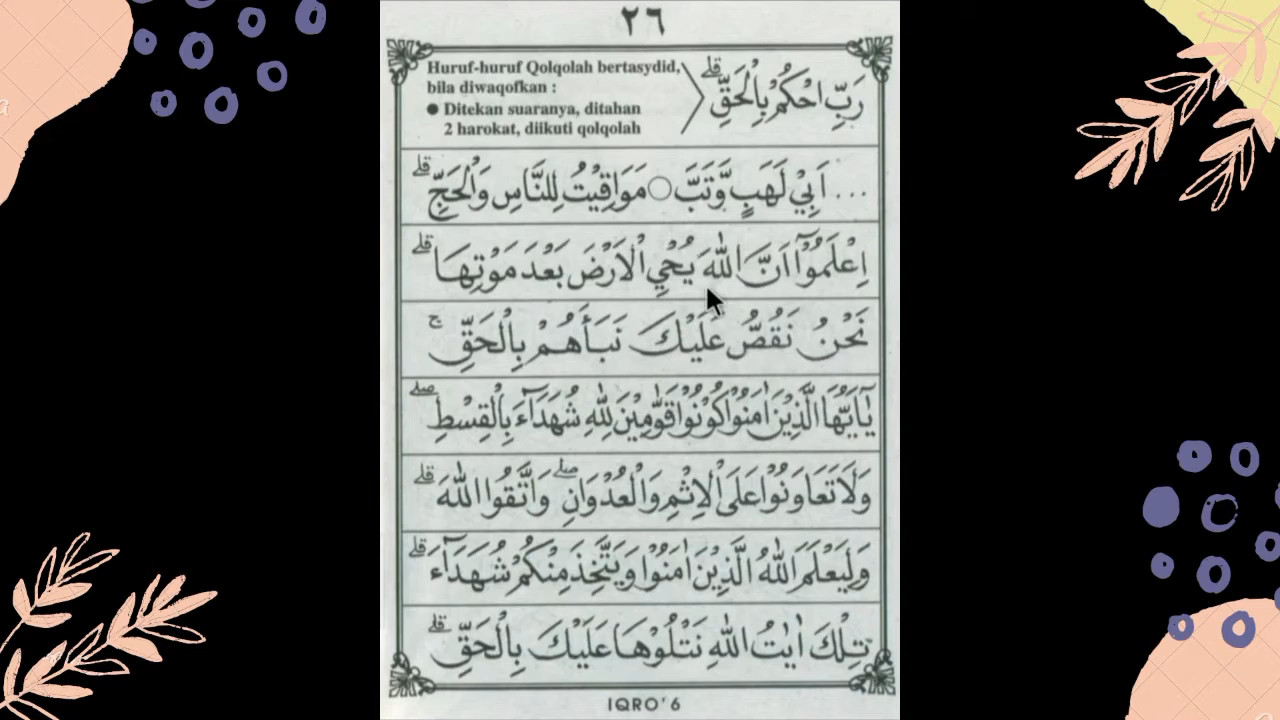 ٢٦
Huruf-huruf Qolqolah bertasydid,
bila diwaqofkan :
● Ditekan suaranya, ditahan
2 harokat, diikuti qolqolah
رَبِّ احْكُمْ بِالْحَقِّ ۗ
... اَبِيْ لَهَبٍ وَّتَبَّ ○ مَوَاقِيْتُ لِلنَّاسِ وَالْحَجِّ ۗ
اِعْلَمُوْٓا اَنَّ اللّٰهَ يُحْيِ الْاَرْضَ بَعْدَ مَوْتِهَا ۗ
نَحْنُ نَقُصُّ عَلَيْكَ نَبَأَهُمْ بِالْحَقِّ ۚ
يٰٓاَيُّهَا الَّذِيْنَ اٰمَنُوْا كُوْنُوْا قَوّٰمِيْنَ لِلّٰهِ شُهَدَآءَ بِالْقِسْطِ ۖ
وَلَا تَعَاوَنُوْا عَلَى الْاِثْمِ وَالْعُدْوَانِ ۖ وَاتَّقُوا اللّٰهَ ۗ
وَلِيَعْلَمَ اللّٰهُ الَّذِيْنَ اٰمَنُوْا وَيَتَّخِذَ مِنْكُمْ شُهَدَآءَ ۗ
تِلْكَ اٰيٰتُ اللّٰهِ نَتْلُوْهَا عَلَيْكَ بِالْحَقِّ ۗ
IQRO' 6